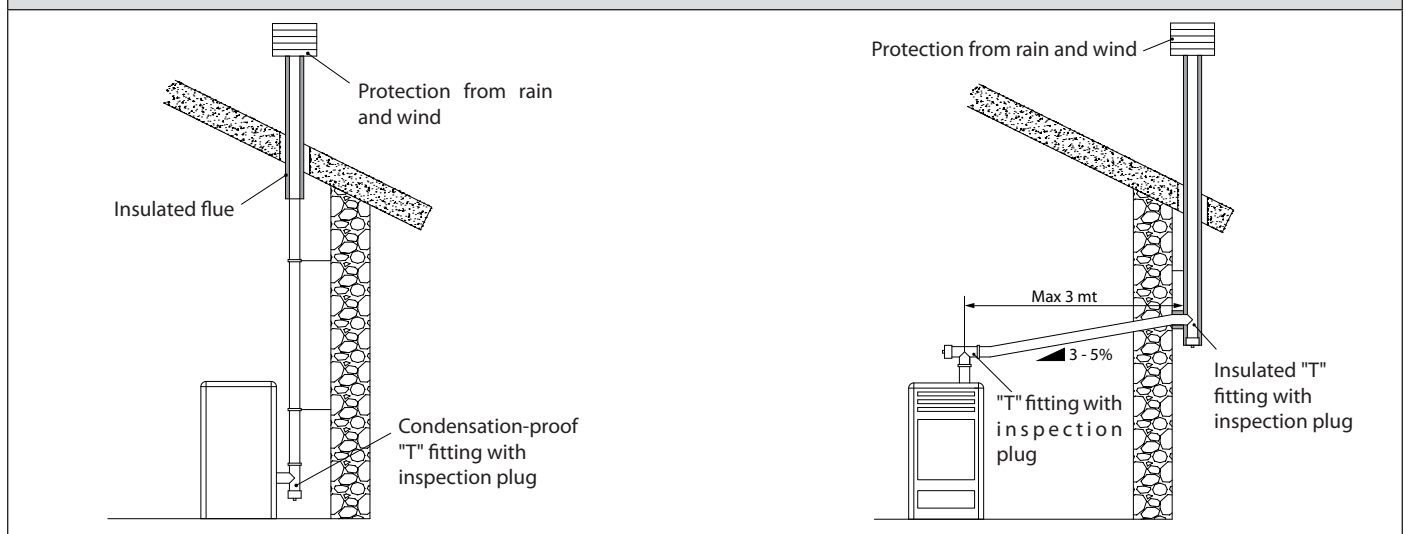 Protection from rain
and wind
Insulated flue
Condensation-proof
"T" fitting with
inspection plug
Protection from rain and wind
Max 3 mt
3 - 5%
"T" fitting with
inspection
plug
Insulated "T"
fitting with
inspection plug